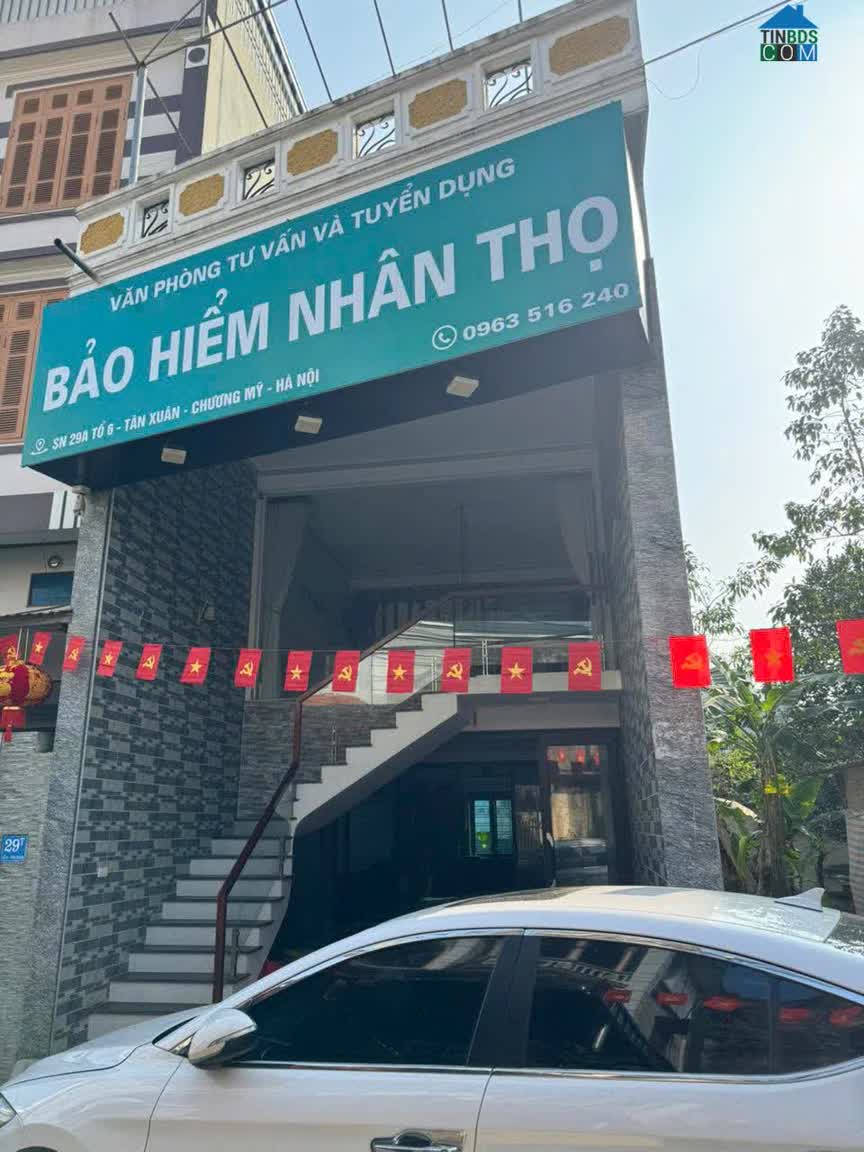 TINBDS
COM
VĂN PHÒNG TƯ VẤN VÀ TUYỂN DỤNG
BẢO HIỂM NHÂN THỌ
0963 516 240
SN 29A TỔ 6 - TÂN XUÂN - CHƯƠNG MỸ - HÀ NỘI
29T